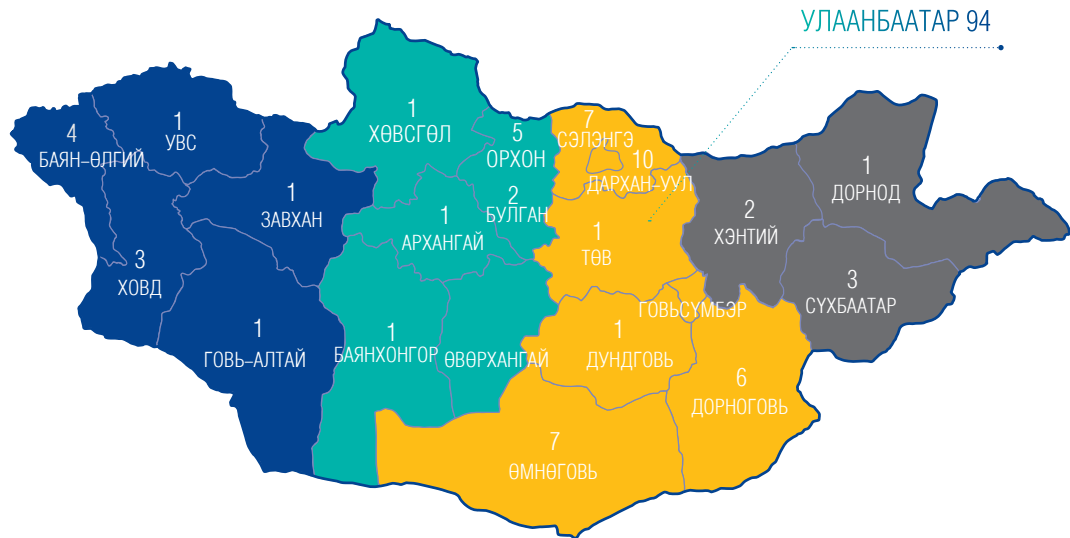 УЛААНБААТАР 94
4
БАЯН-ӨЛГИЙ
1
УВС
1
ЗАВХАН
3
ХОВД
1
ГОВЬ-АЛТАЙ
1
ХӨВСГӨЛ
5
ОРХОН
2
БУЛГАН
1
АРХАНГАЙ
1
БАЯНХОНГОР
ӨВӨРХАНГАЙ
7
СЭЛЭНГЭ
10
ДАРХАН-УУЛ
1
ТӨВ
ГОВЬСҮМБЭР
1
ДУНДГОВЬ
6
ДОРНОГОВЬ
7
ӨМНӨГОВЬ
2
ХЭНТИЙ
1
ДОРНОД
3
СҮХБААТАР